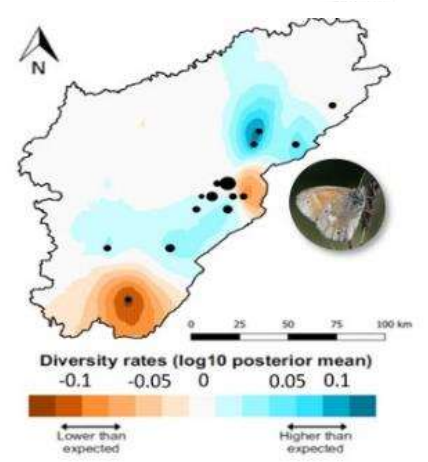 N
0 25 50 75 100 km
Diversity rates (log10 posterior mean)
-0.1 -0.05 0 0.05 0.1
Lower than expected Higher than expected